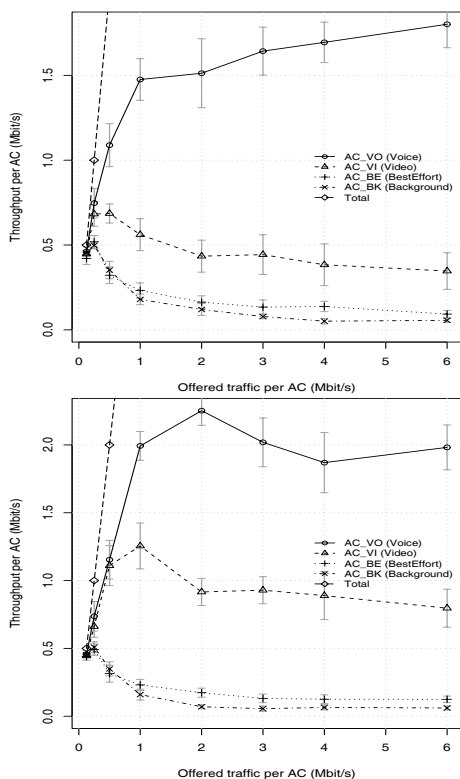 1.5
1.0
0.5
0.0
Throughput per AC (Mbit/s)
AC_VO (Voice)
AC_VI (Video)
AC_BE (BestEffort)
AC_BK (Background)
Total
0 1 2 3 4 5 6
Offered traffic per AC (Mbit/s)
2.0
1.5
1.0
0.5
0.0
Throughput per AC (Mbit/s)
AC_VO (Voice)
AC_VI (Video)
AC_BE (BestEffort)
AC_BK (Background)
Total
0 1 2 3 4 5 6
Offered traffic per AC (Mbit/s)